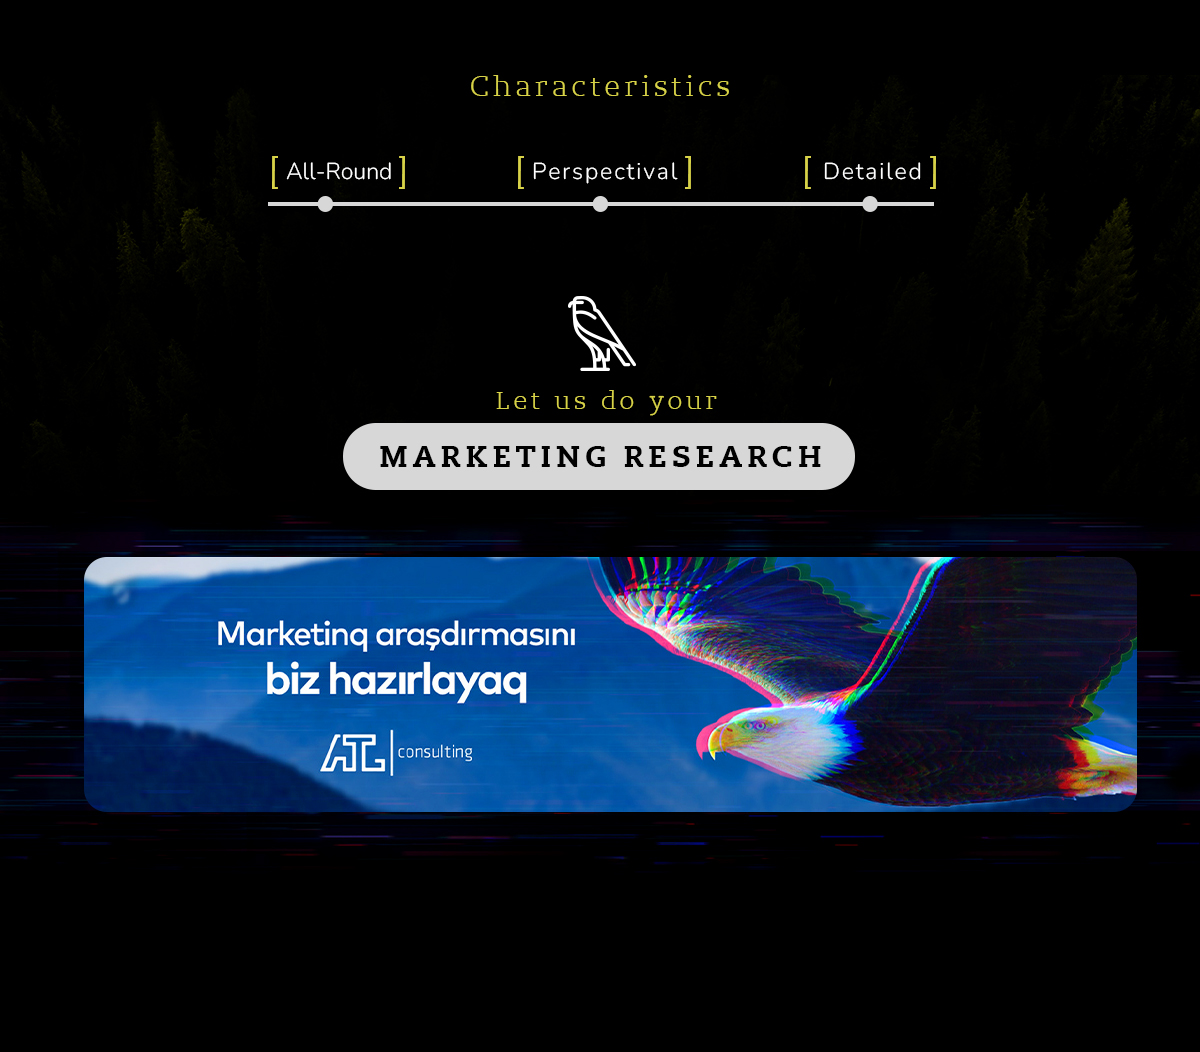 Characteristics
[ All-Round ] [ Perspectival ] [ Detailed ]
Let us do your
MARKETING RESEARCH
Marketinq araşdırmasını
biz hazırlayaq
ATL consulting